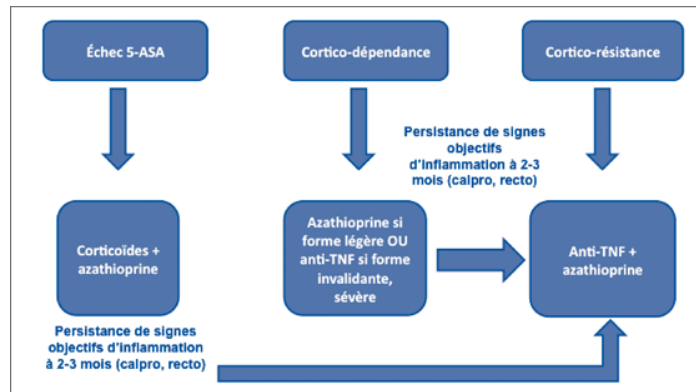 Échec 5-ASA
Cortico-dépendance
Cortico-résistance
Persistance de signes
objectifs
d'inflammation à 2-3
mois (calpro, recto)
Corticoïdes +
azathioprine
Azathioprine si
forme légère OU
anti-TNF si forme
invalidante,
sévère
Anti-TNF +
azathioprine
Persistance de signes
objectifs d'inflammation
à 2-3 mois (calpro, recto)